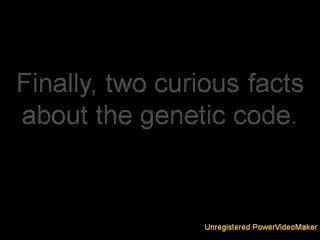 Finally, two curious facts
about the genetic code.
Unregistered PowerVideoMaker